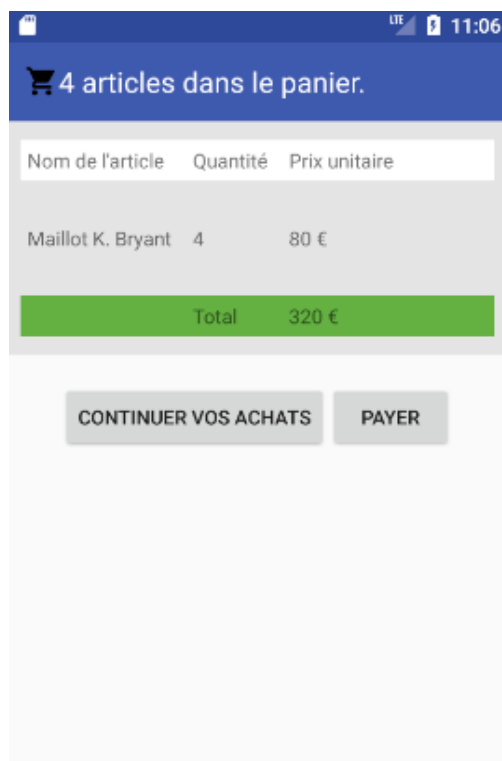 LTE 11:06
4 articles dans le panier.
Nom de l'article Quantité Prix unitaire
Maillot K. Bryant 4 80 €
Total 320 €
CONTINUER VOS ACHATS PAYER